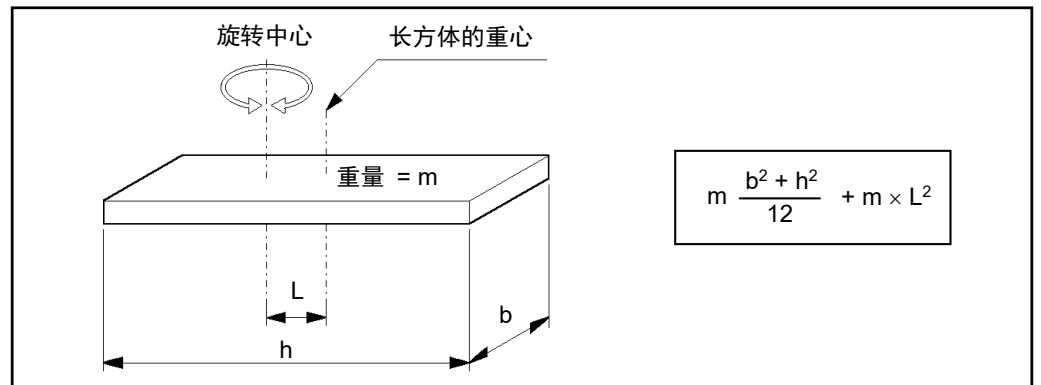 旋转中心
长方体的重心
重量 = m
m (b² + h²)/12 + m × L²
L
b
h